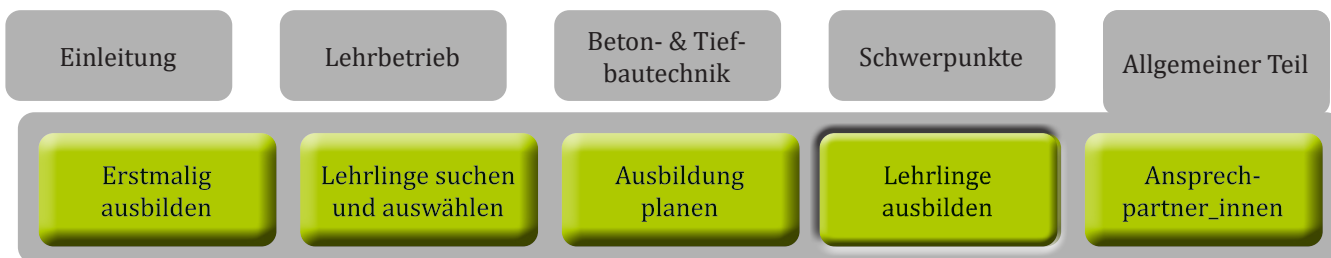 Einleitung
Lehrbetrieb
Beton- & Tief-
bautechnik
Schwerpunkte
Allgemeiner Teil
Erstmalig
ausbilden
Lehrlinge suchen
und auswählen
Ausbildung
planen
Lehrlinge
ausbilden
Ansprech-
partner_innen